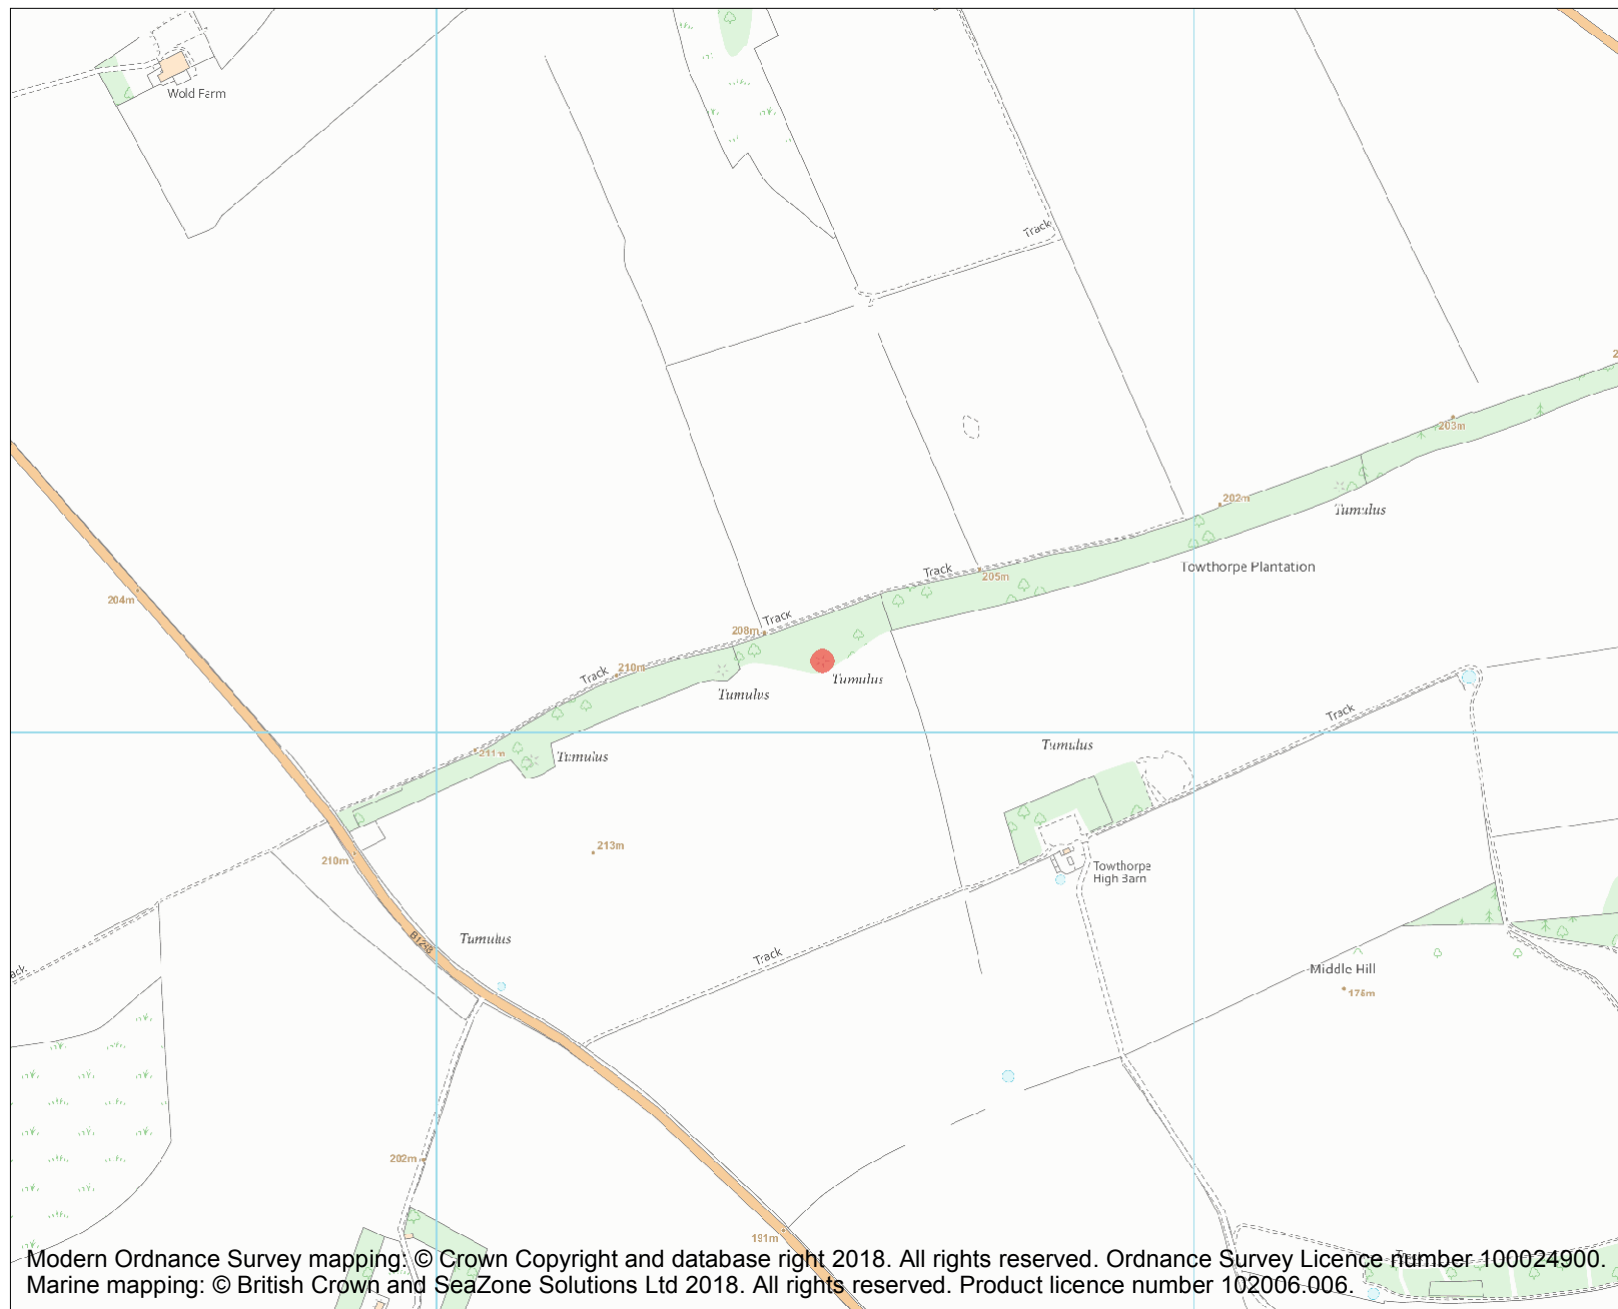 Wold Farm
Track
203m
202m
Tumulus
Towthorpe Plantation
Track
205m
204m
Track
208m
Track
210m
Tumulus
Tumulus
Track
211m
Tumulus
Tumulus
213m
210m
Towthorpe
High Barn
B1248
Tumulus
Track
Middle Hill
175m
202m
191m
Track
Modern Ordnance Survey mapping: © Crown Copyright and database right 2018. All rights reserved. Ordnance Survey Licence number 100024900.
Marine mapping: © British Crown and SeaZone Solutions Ltd 2018. All rights reserved. Product licence number 102006.006.